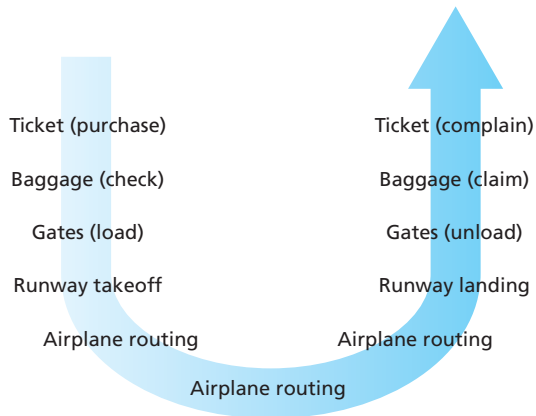 Ticket (purchase)
Baggage (check)
Gates (load)
Runway takeoff
Airplane routing
Airplane routing
Airplane routing
Runway landing
Gates (unload)
Baggage (claim)
Ticket (complain)